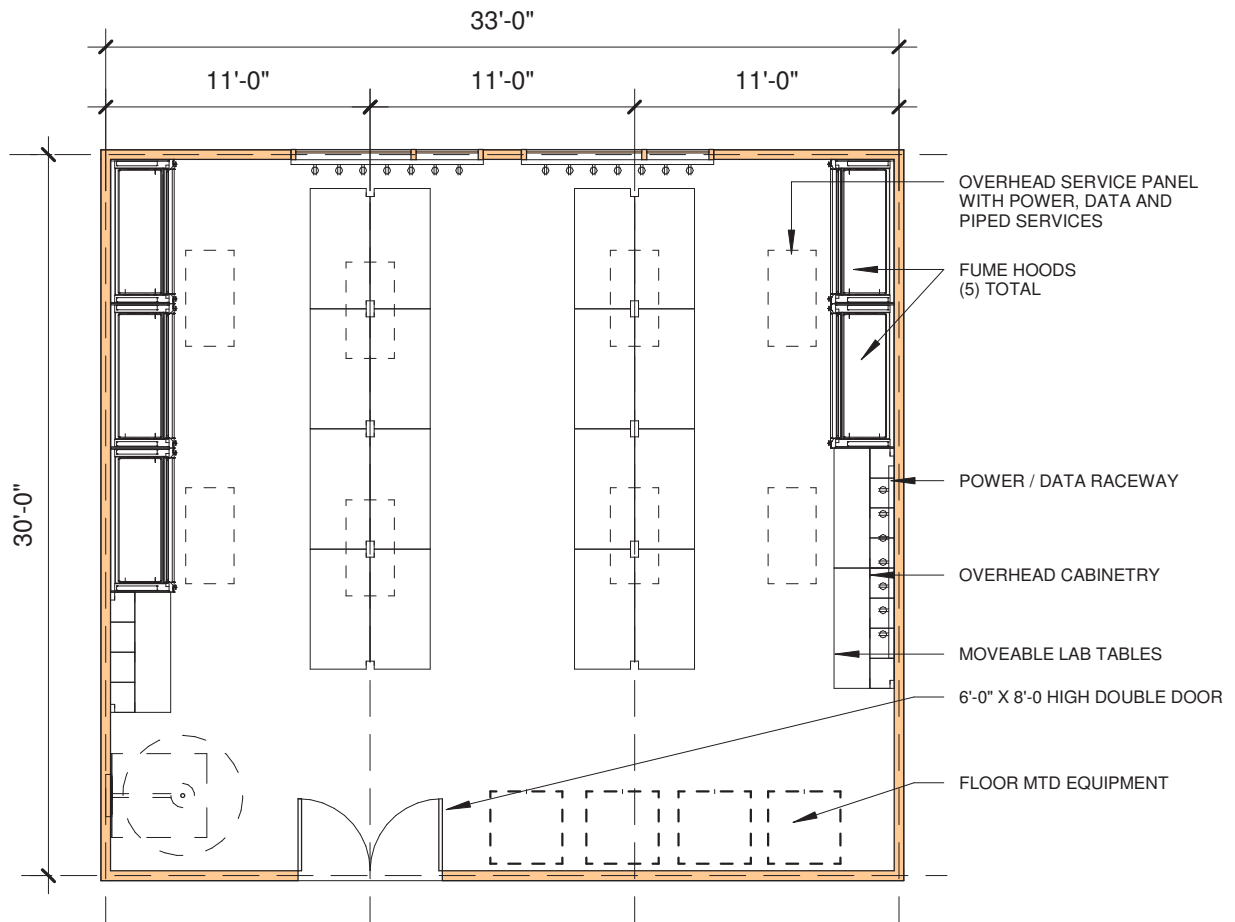 33'-0"
11'-0"
11'-0"
11'-0"
30'-0"
OVERHEAD SERVICE PANEL
WITH POWER, DATA AND
PIPED SERVICES
FUME HOODS
(5) TOTAL
POWER / DATA RACEWAY
OVERHEAD CABINETRY
MOVEABLE LAB TABLES
6'-0" X 8'-0 HIGH DOUBLE DOOR
FLOOR MTD EQUIPMENT